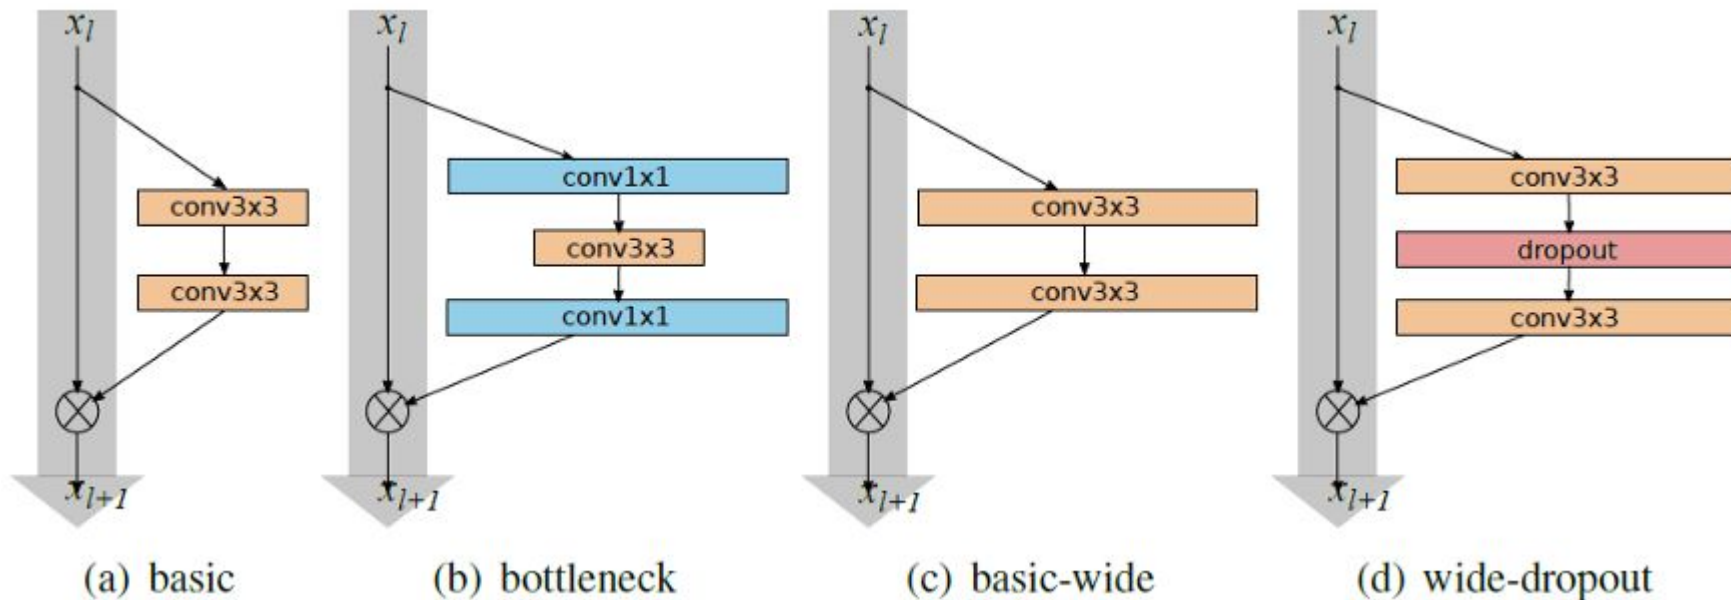 x_l
conv3x3
conv3x3
x_{l+1}
(a) basic
x_l
conv1x1
conv3x3
conv1x1
x_{l+1}
(b) bottleneck
x_l
conv3x3
conv3x3
x_{l+1}
(c) basic-wide
x_l
conv3x3
dropout
conv3x3
x_{l+1}
(d) wide-dropout